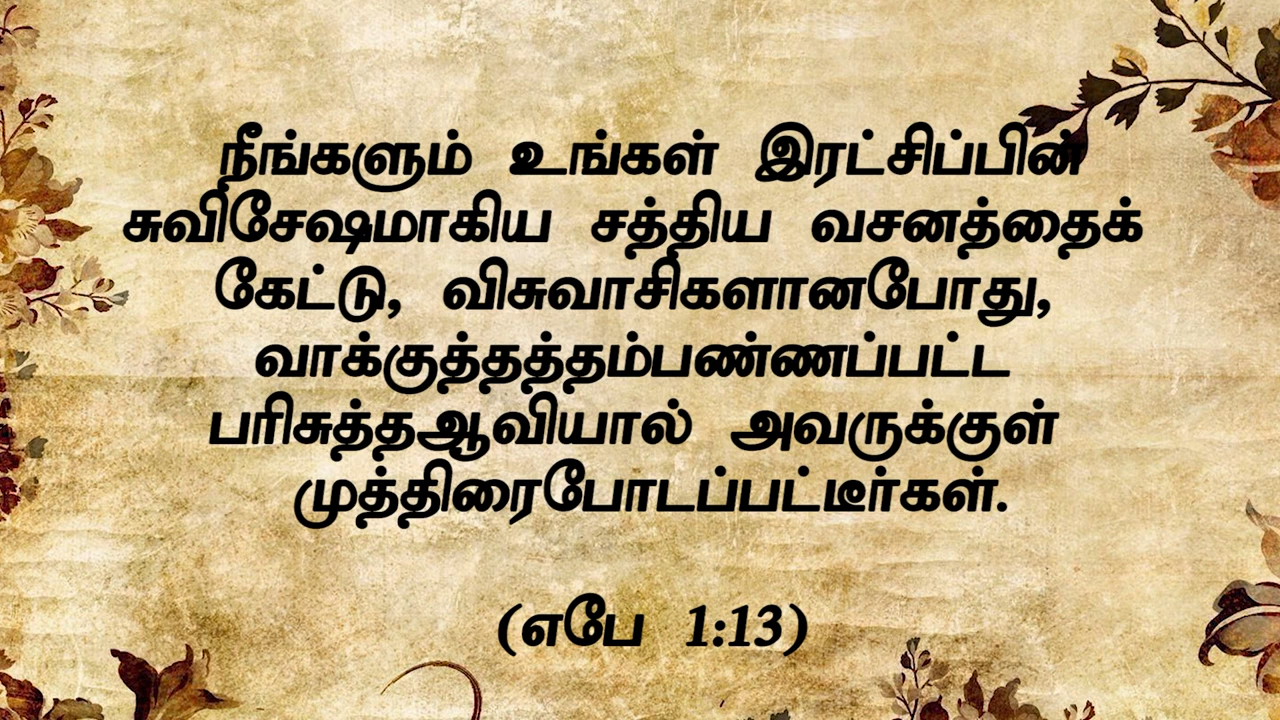 நீங்களும் உங்கள் இரட்சிப்பின்
சுவிசேஷமாகிய சத்திய வசனத்தைக்
கேட்டு, விசுவாசிகளானபோது,
வாக்குத்தத்தம்பண்ணப்பட்ட
பரிசுத்தஆவியால் அவருக்குள்
முத்திரைபோடப்பட்டீர்கள்.
(எபே 1:13)